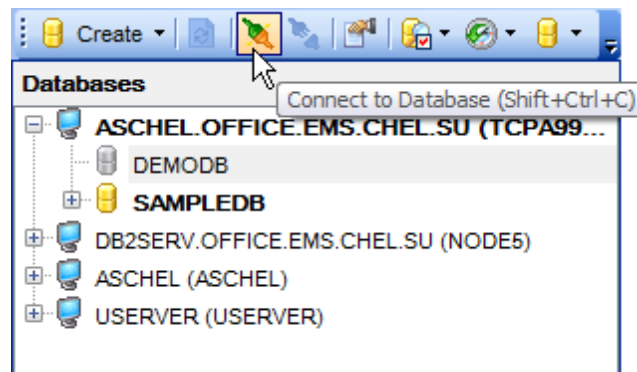 Create
Databases
Connect to Database (Shift+Ctrl+C)
ASCHEL.OFFICE.EMS.CHEL.SU (TCPA99...
DEMODB
SAMPLEDB
DB2SERV.OFFICE.EMS.CHEL.SU (NODE5)
ASCHEL (ASCHEL)
USERVER (USERVER)